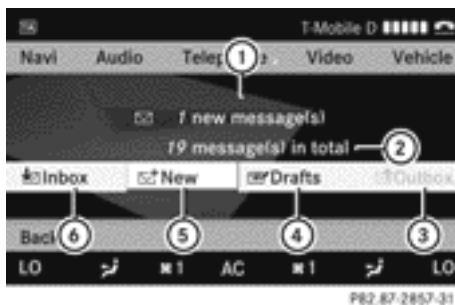 T-Mobile D
Navi Audio Video Vehicle
1
1 new message(s)
19 message(s) in total 2
Inbox New Drafts Outbox
Back 6 5 4 3
LO 1 AC 1 LO
P82.87-2857-31